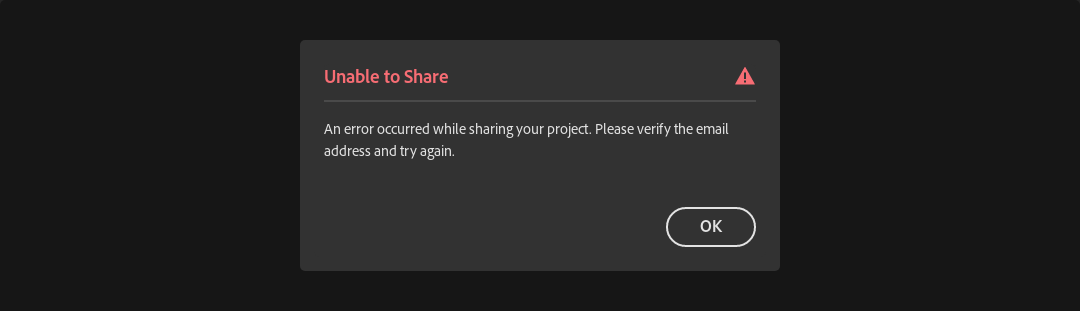 Unable to Share
An error occurred while sharing your project. Please verify the email
address and try again.
OK